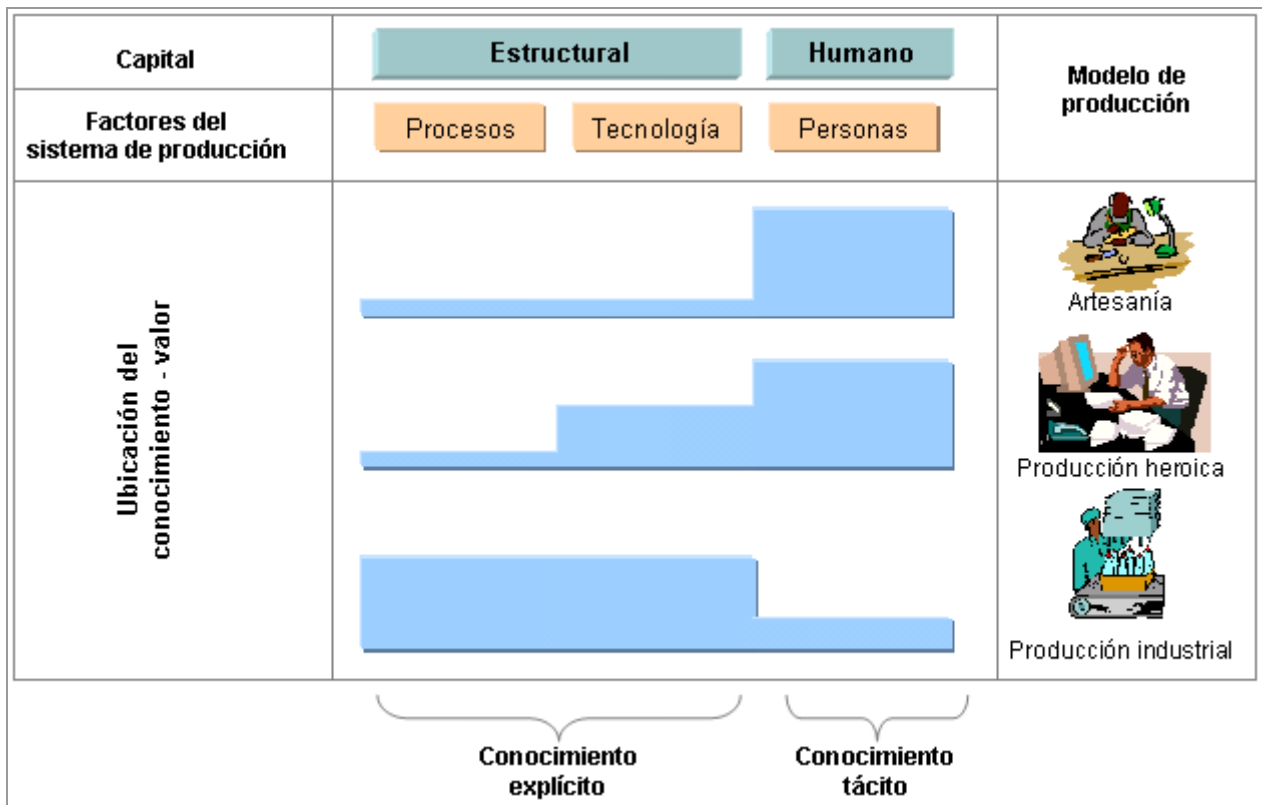 Capital
Estructural
Humano
Modelo de
producción
Factores del
sistema de producción
Procesos
Tecnología
Personas
Ubicación del
conocimiento - valor
Artesanía
Producción heroica
Producción industrial
Conocimiento
explícito
Conocimiento
tácito